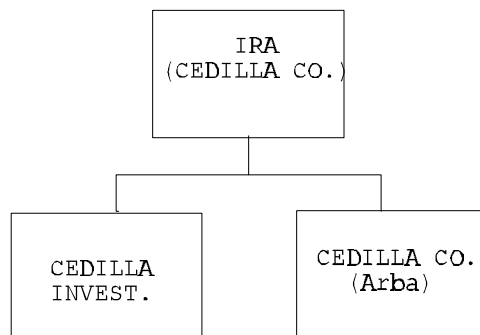 IRA
(CEDILLA CO.)
CEDILLA
INVEST.
CEDILLA CO.
(Arba)